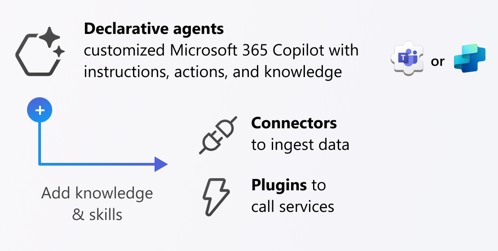 Declarative agents
customized Microsoft 365 Copilot with
instructions, actions, and knowledge
T
or
+
Connectors
to ingest data
Add knowledge
& skills
Plugins to
call services